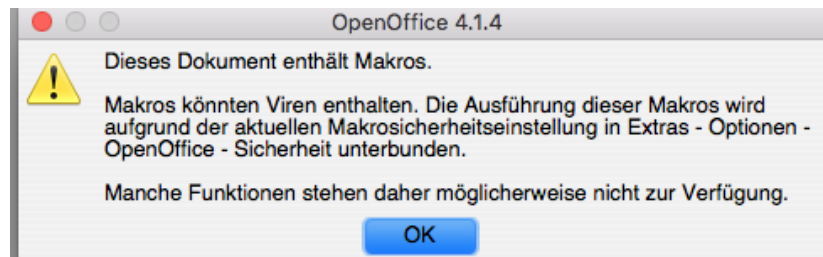 OpenOffice 4.1.4
Dieses Dokument enthält Makros.
Makros könnten Viren enthalten. Die Ausführung dieser Makros wird
aufgrund der aktuellen Makrosicherheitseinstellung in Extras - Optionen -
OpenOffice - Sicherheit unterbunden.
Manche Funktionen stehen daher möglicherweise nicht zur Verfügung.
OK